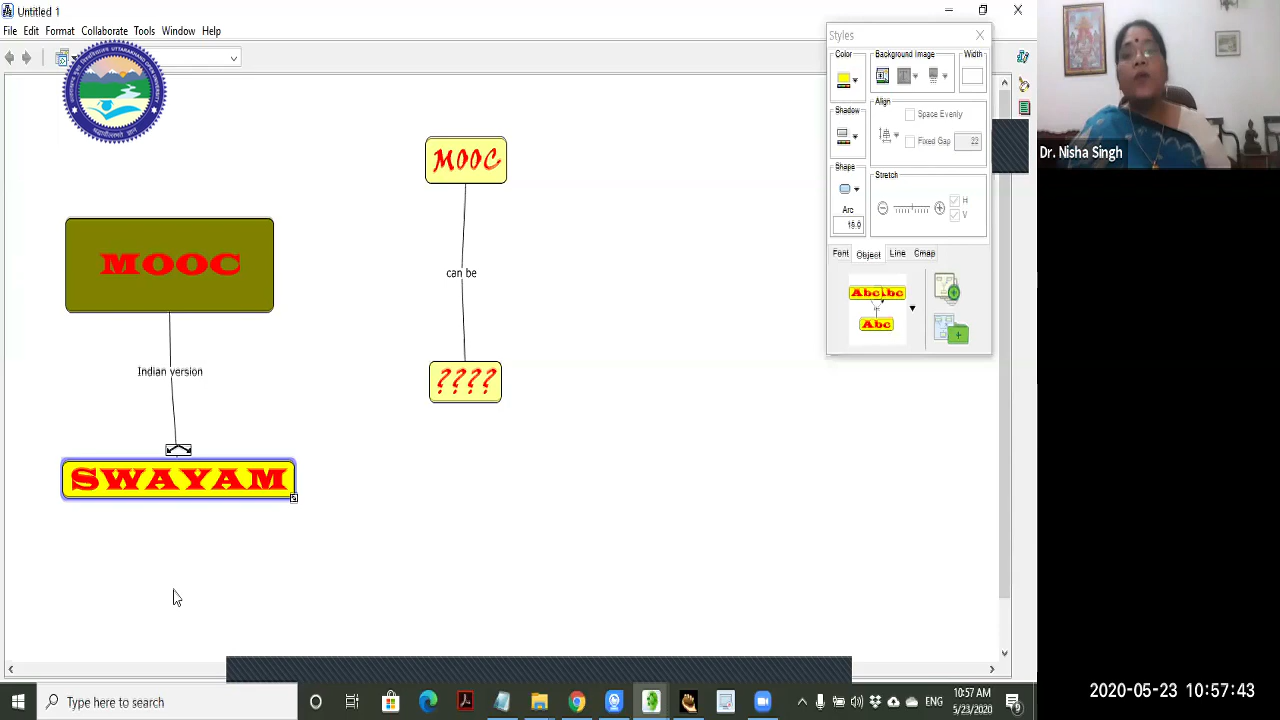 Untitled 1
File Edit Format Collaborate Tools Window Help
Styles
Color
Background Image
Width
Shadow
Align
Space Evenly
Fixed Gap 22
Shape
Stretch
H
V
Arc
Font Object Line Cmap
Abc
Abc
MOOC
can be
????
MOOC
Indian version
SWAYAM
Dr. Nisha Singh
Type here to search
ENG
10:57 AM
5/23/2020
2020-05-23 10:57:43